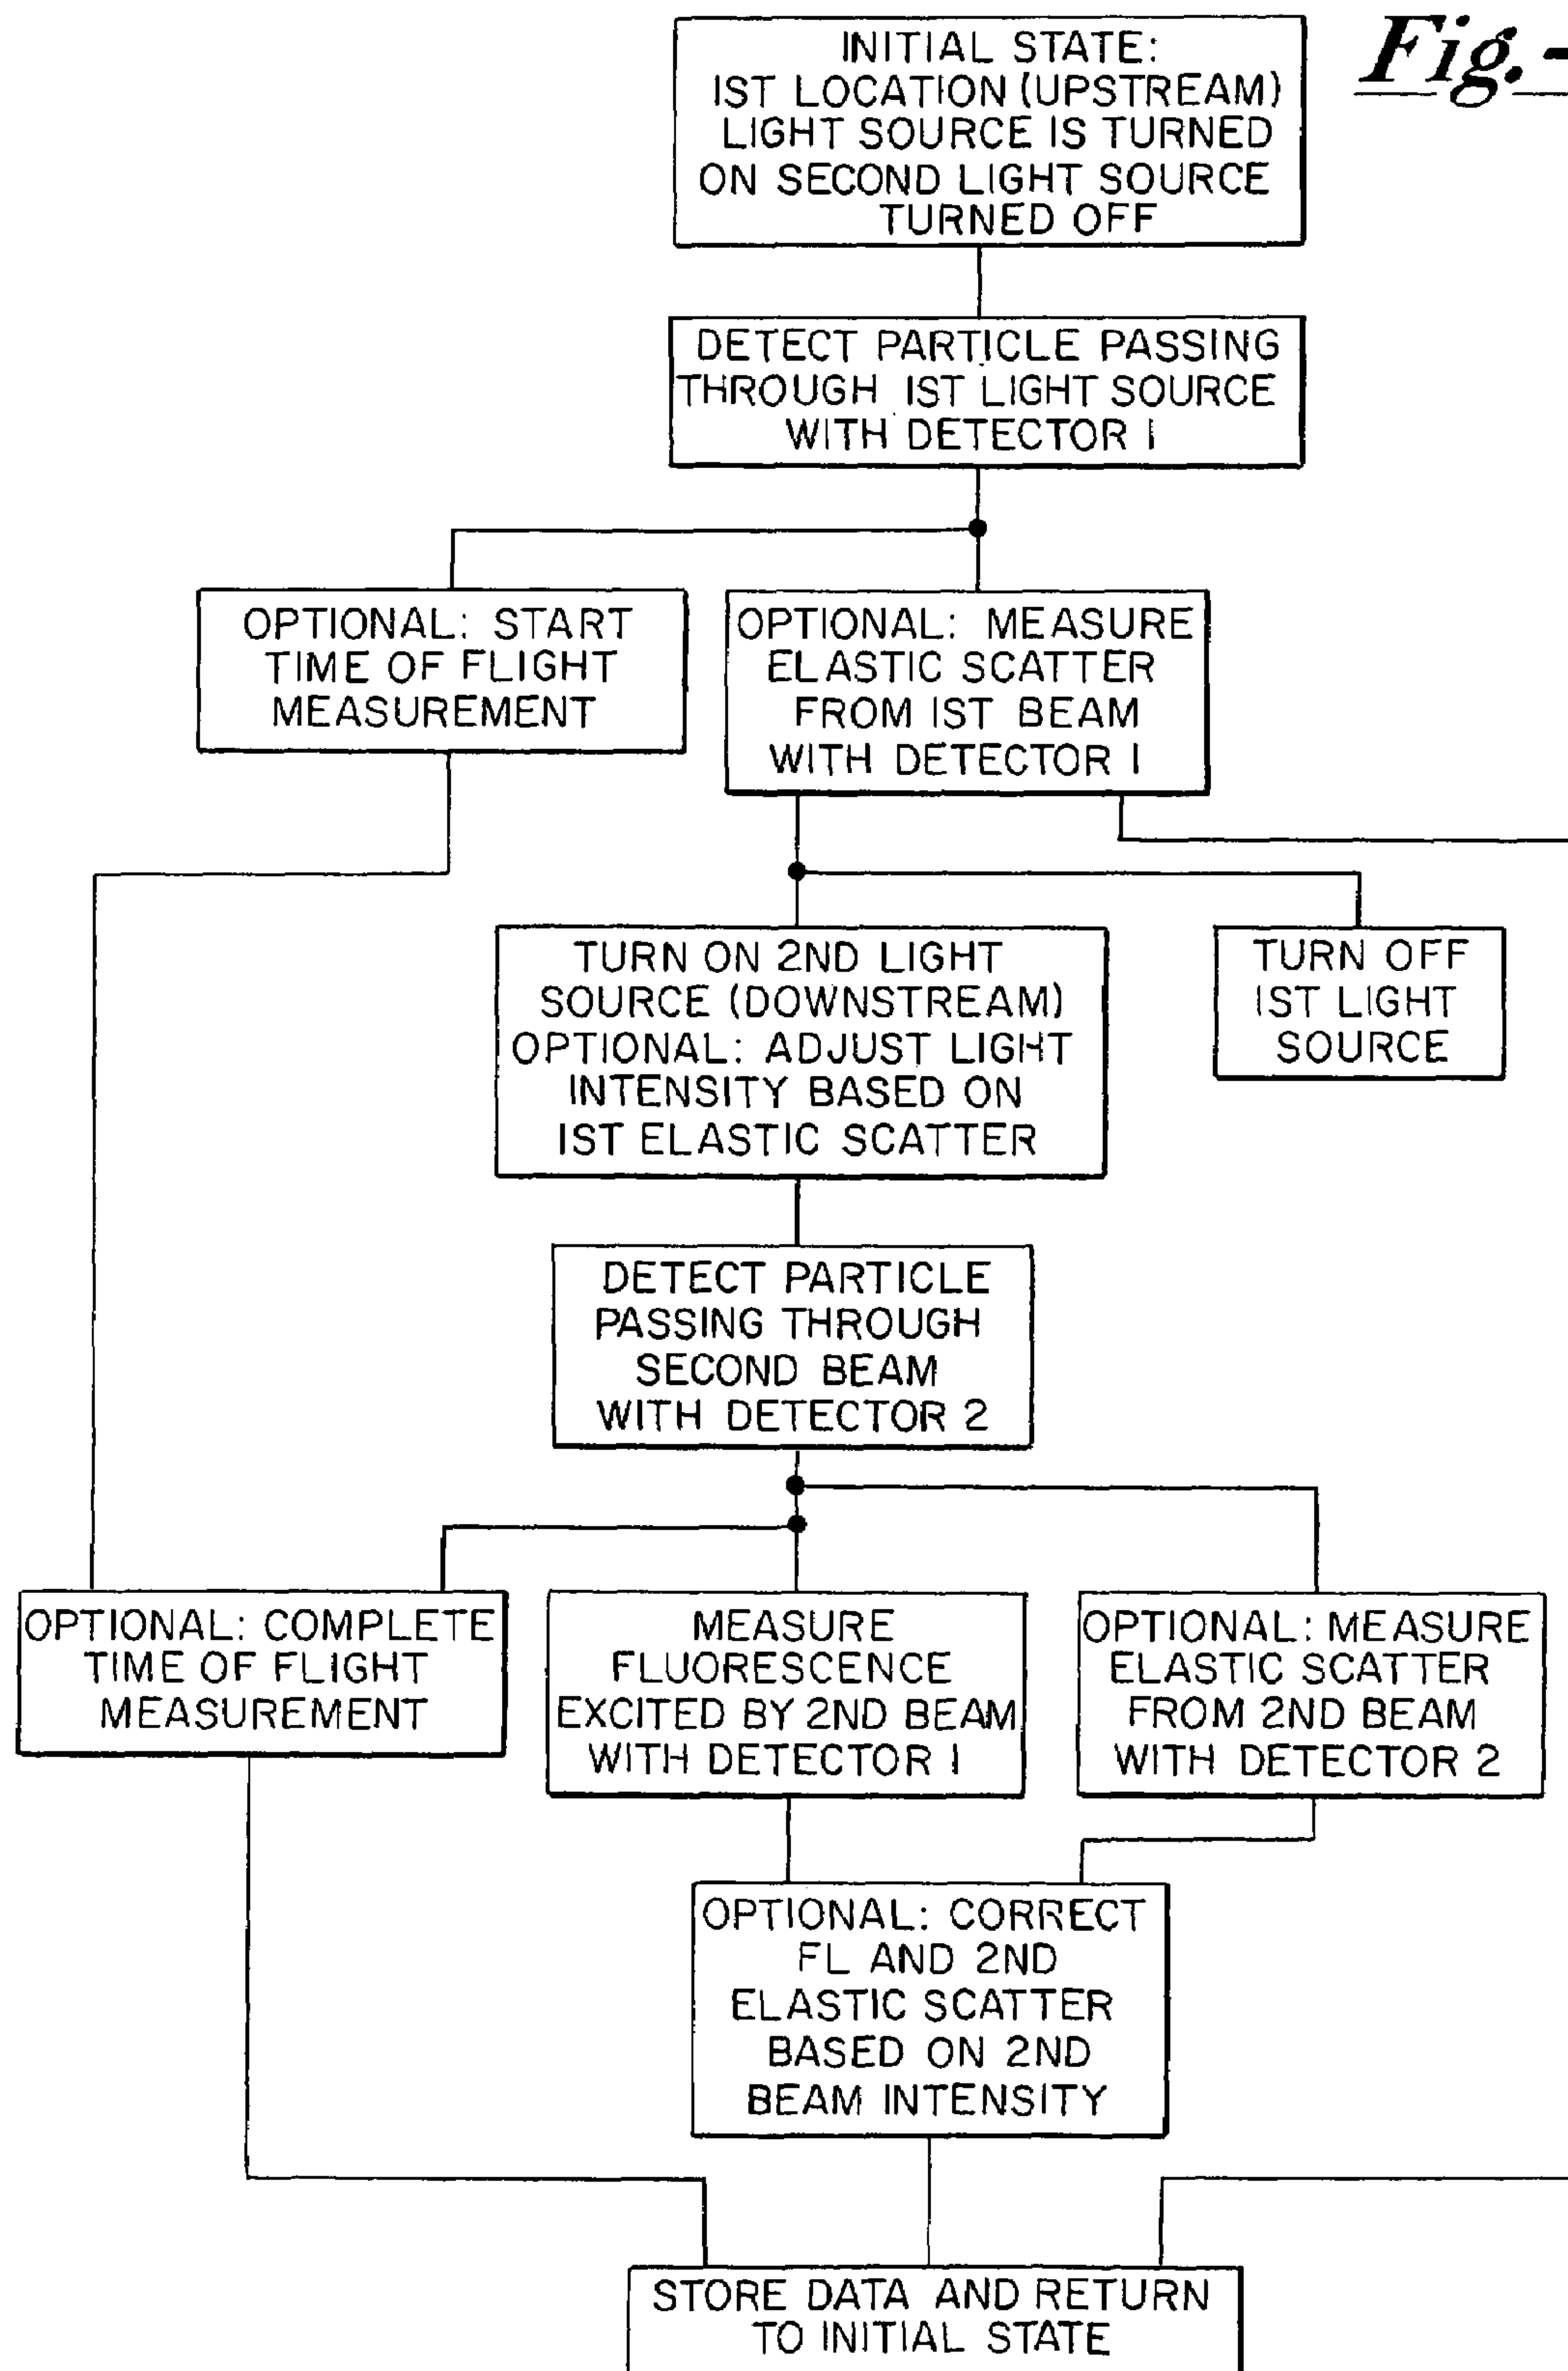 Fig.-
INITIAL STATE:
IST LOCATION (UPSTREAM)
LIGHT SOURCE IS TURNED
ON SECOND LIGHT SOURCE
TURNED OFF
DETECT PARTICLE PASSING
THROUGH IST LIGHT SOURCE
WITH DETECTOR I
OPTIONAL: START
TIME OF FLIGHT
MEASUREMENT
OPTIONAL: MEASURE
ELASTIC SCATTER
FROM IST BEAM
WITH DETECTOR I
TURN ON 2ND LIGHT
SOURCE (DOWNSTREAM)
OPTIONAL: ADJUST LIGHT
INTENSITY BASED ON
IST ELASTIC SCATTER
TURN OFF
IST LIGHT
SOURCE
DETECT PARTICLE
PASSING THROUGH
SECOND BEAM
WITH DETECTOR 2
OPTIONAL: COMPLETE
TIME OF FLIGHT
MEASUREMENT
MEASURE
FLUORESCENCE
EXCITED BY 2ND BEAM
WITH DETECTOR I
OPTIONAL: MEASURE
ELASTIC SCATTER
FROM 2ND BEAM
WITH DETECTOR 2
OPTIONAL: CORRECT
FL AND 2ND
ELASTIC SCATTER
BASED ON 2ND
BEAM INTENSITY
STORE DATA AND RETURN
TO INITIAL STATE